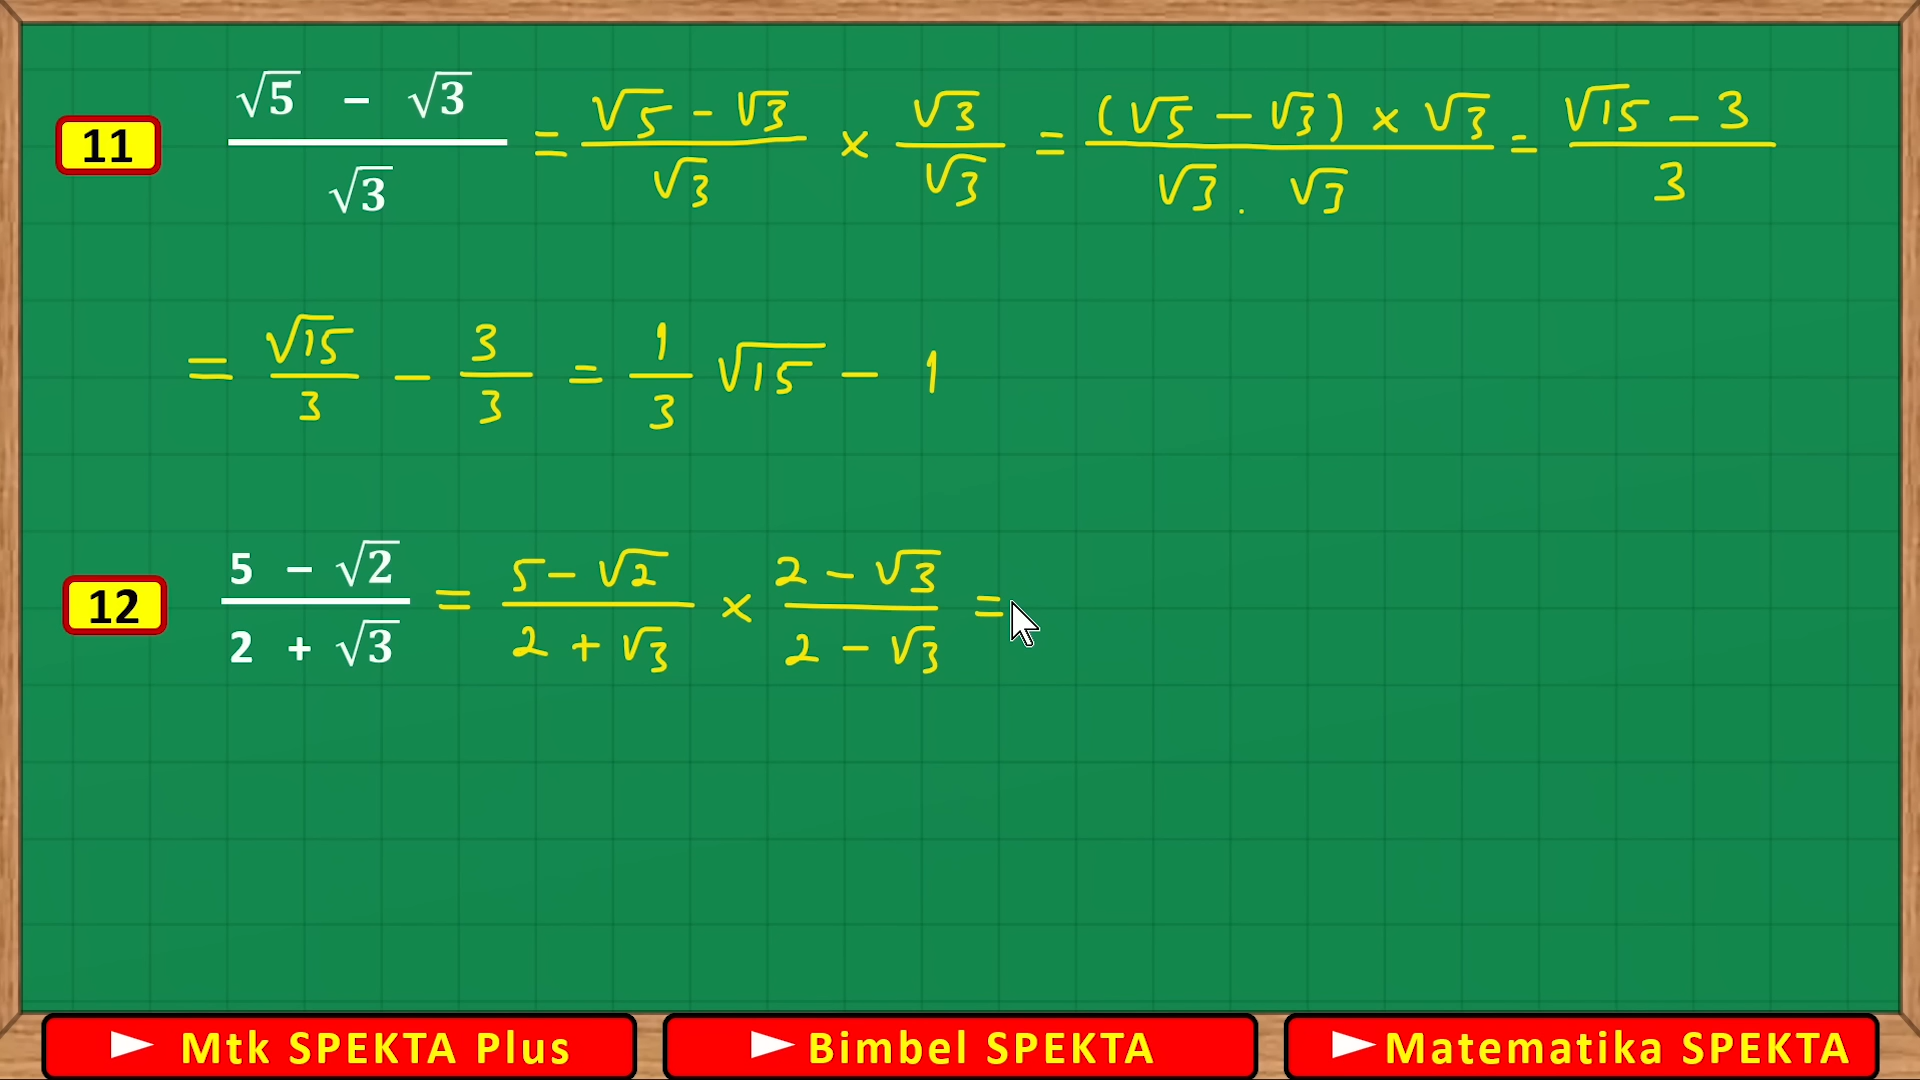 11 (√5 - √3)/√3 = (√5 - √3)/√3 × √3/√3 = ((√5 - √3) × √3)/(√3 . √3) = (√15 - 3)/3
= √15/3 - 3/3 = 1/3 √15 - 1
12 (5 - √2)/(2 + √3) = (5 - √2)/(2 + √3) × (2 - √3)/(2 - √3) =
Mtk SPEKTA Plus
Bimbel SPEKTA
Matematika SPEKTA